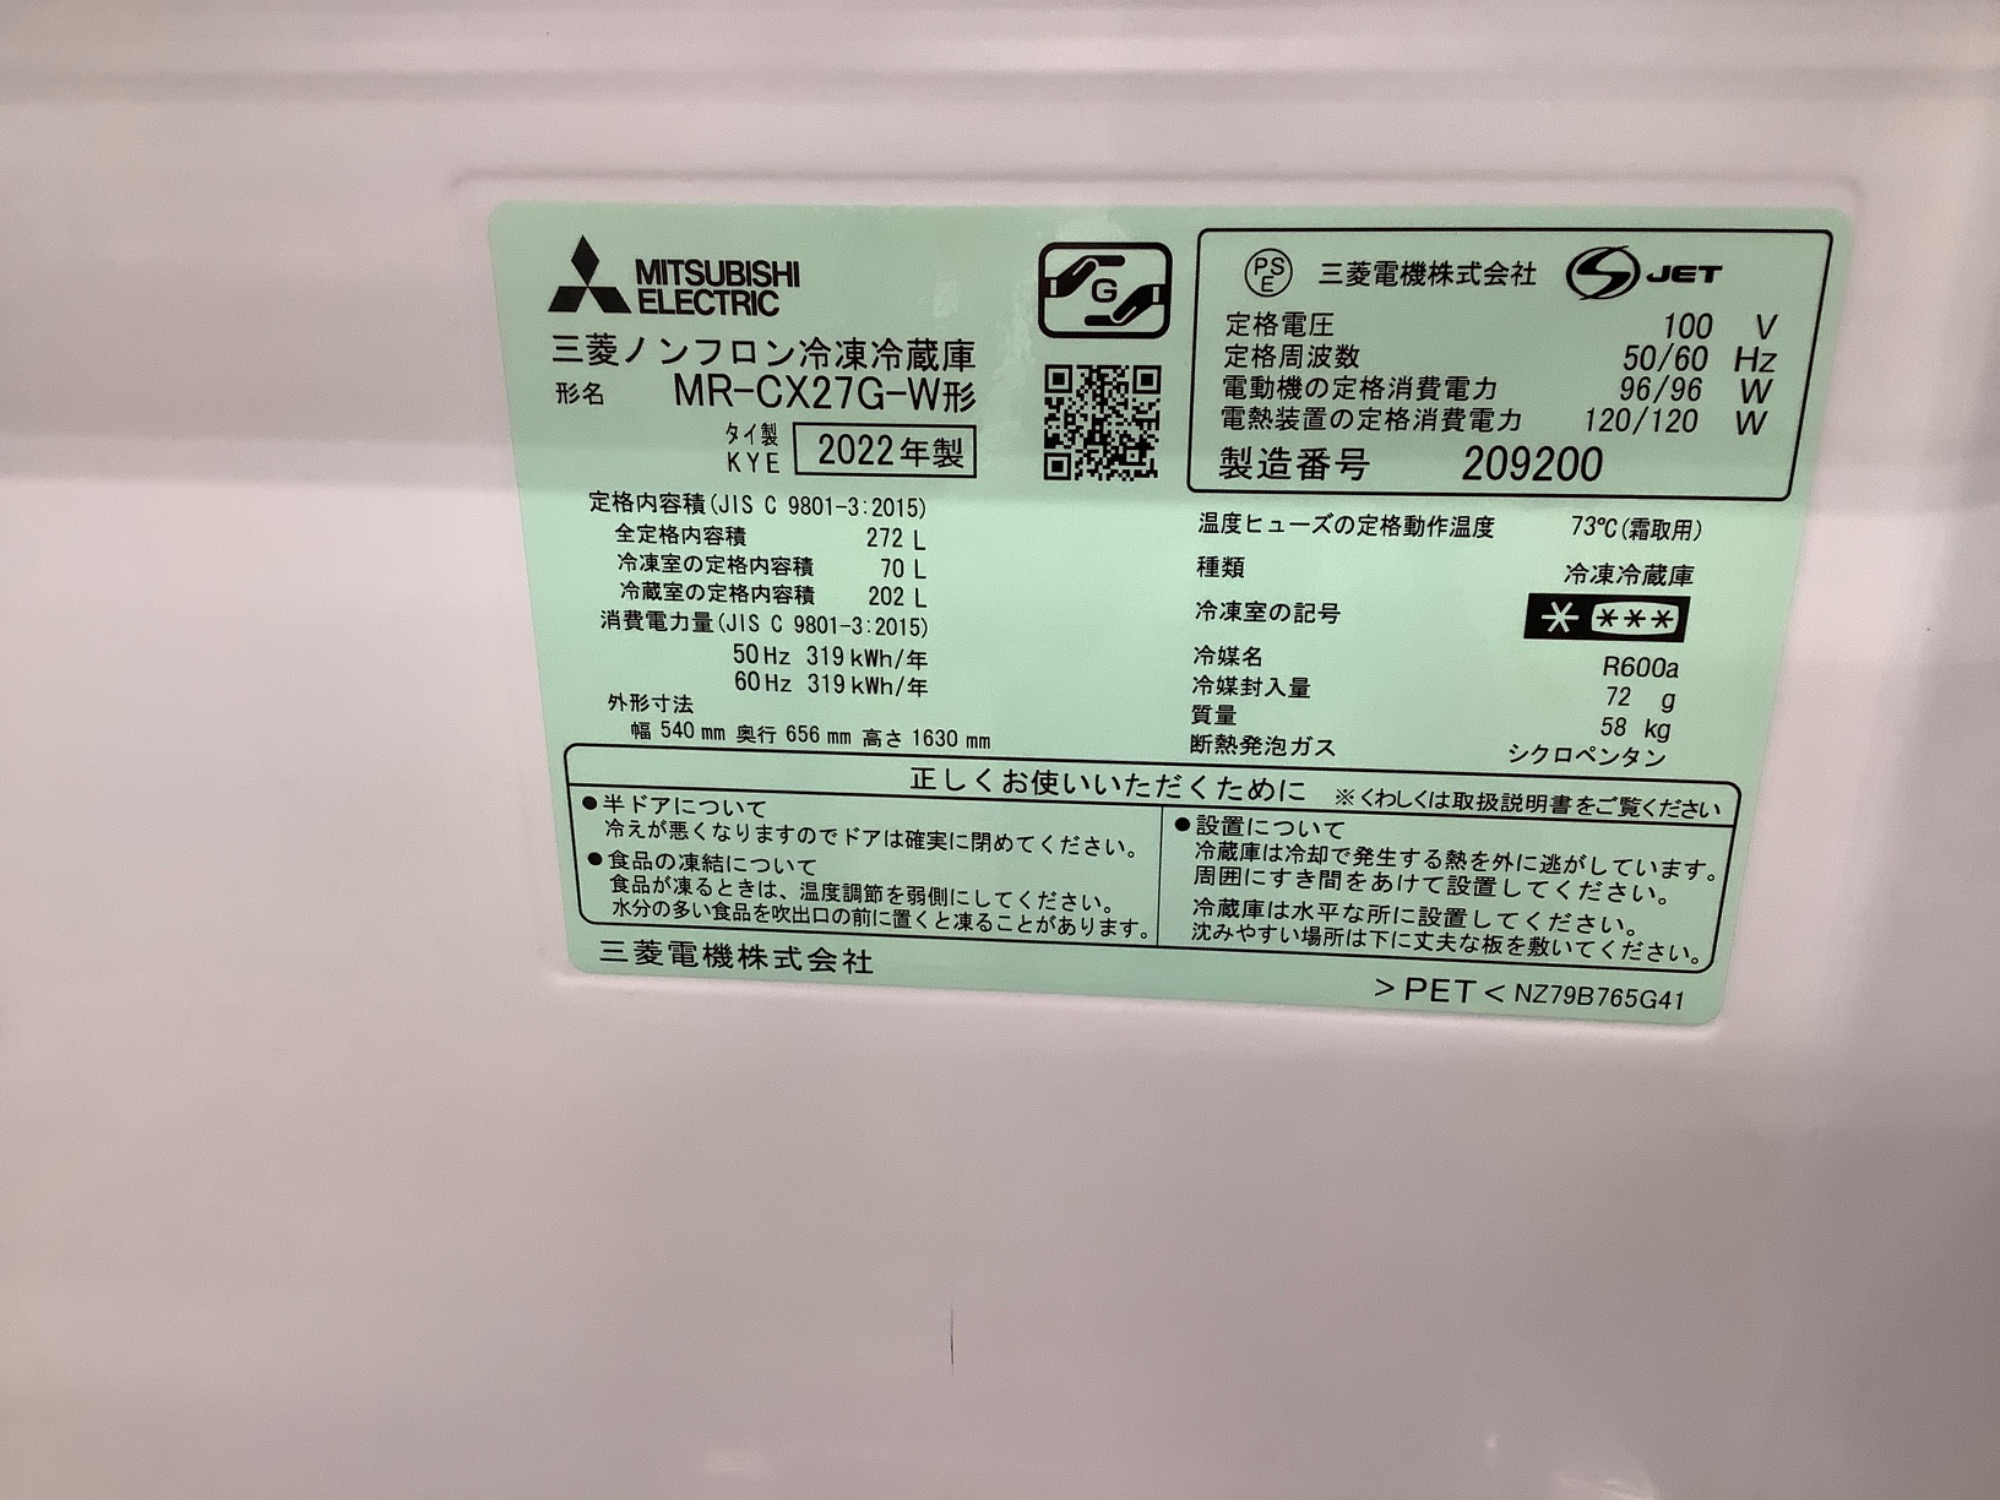 MITSUBISHI
ELECTRIC
三菱ノンフロン冷凍冷蔵庫
形名 MR-CX27G-W形
タイ製
KYE
2022年製
定格内容積(JIS C 9801-3:2015)
全定格内容積 272 L
冷凍室の定格内容積 70 L
冷蔵室の定格内容積 202 L
消費電力量(JIS C 9801-3:2015)
50Hz 319kWh/年
60Hz 319kWh/年
外形寸法
幅 540 mm 奥行 656 mm 高さ 1630 mm
G
PS
E
三菱電機株式会社 JET
定格電圧 100 V
定格周波数 50/60 Hz
電動機の定格消費電力 96/96 W
電熱装置の定格消費電力 120/120 W
製造番号 209200
温度ヒューズの定格動作温度 73℃(霜取用)
種類 冷凍冷蔵庫
冷凍室の記号 * ***
冷媒名 R600a
冷媒封入量 72 g
質量 58 kg
断熱発泡ガス シクロペンタン
正しくお使いいただくために ※くわしくは取扱説明書をご覧ください
●半ドアについて
冷えが悪くなりますのでドアは確実に閉めてください。
●食品の凍結について
食品が凍るときは、温度調節を弱側にしてください。
水分の多い食品を吹出口の前に置くと凍ることがあります。
●設置について
冷蔵庫は冷却で発生する熱を外に逃がしています。
周囲にすき間をあけて設置してください。
冷蔵庫は水平な所に設置してください。
沈みやすい場所は下に丈夫な板を敷いてください。
三菱電機株式会社
>PET< NZ79B765G41